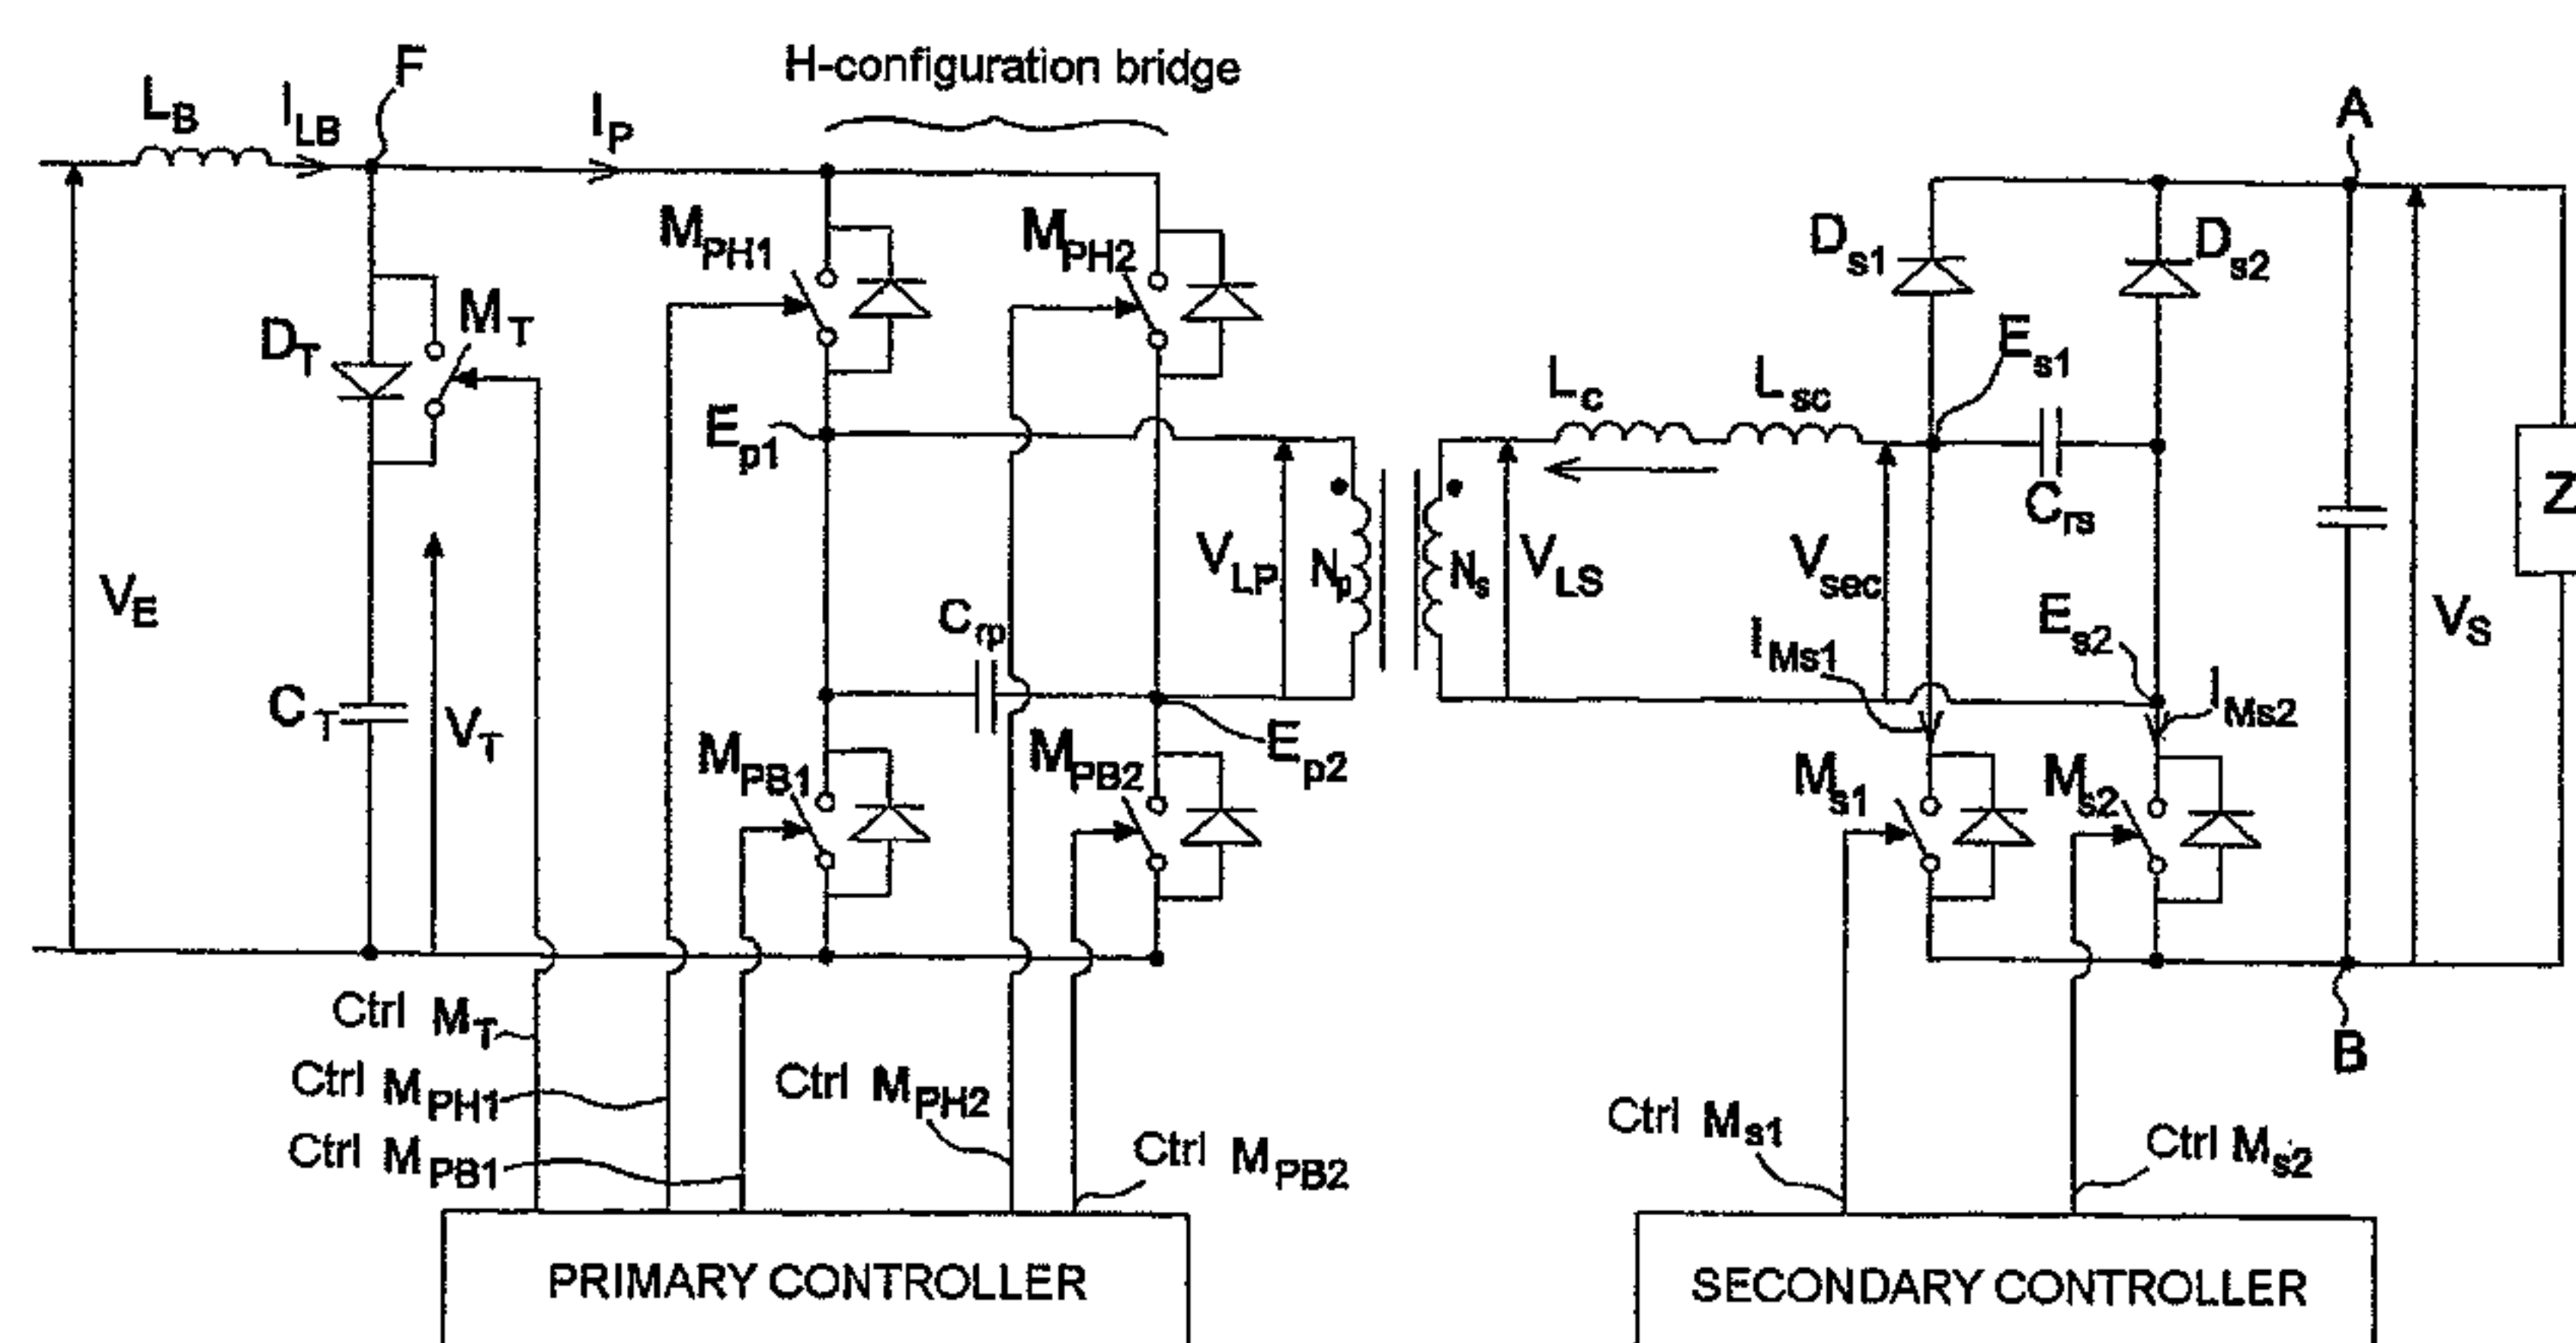 H-configuration bridge
L_B
I_LB
F
I_P
A
M_PH1
M_PH2
D_s1
D_s2
D_T
M_T
E_s1
L_c
L_sc
E_p1
C_rs
Z
V_E
V_LP
N_p
N_s
V_LS
V_sec
C_rp
E_s2
V_S
I_Ms1
I_Ms2
C_T
V_T
M_PB1
M_PB2
E_p2
M_s1
M_s2
Ctrl M_T
B
Ctrl M_PH1
Ctrl M_PH2
Ctrl M_s1
Ctrl M_PB1
Ctrl M_PB2
Ctrl M_s2
PRIMARY CONTROLLER
SECONDARY CONTROLLER